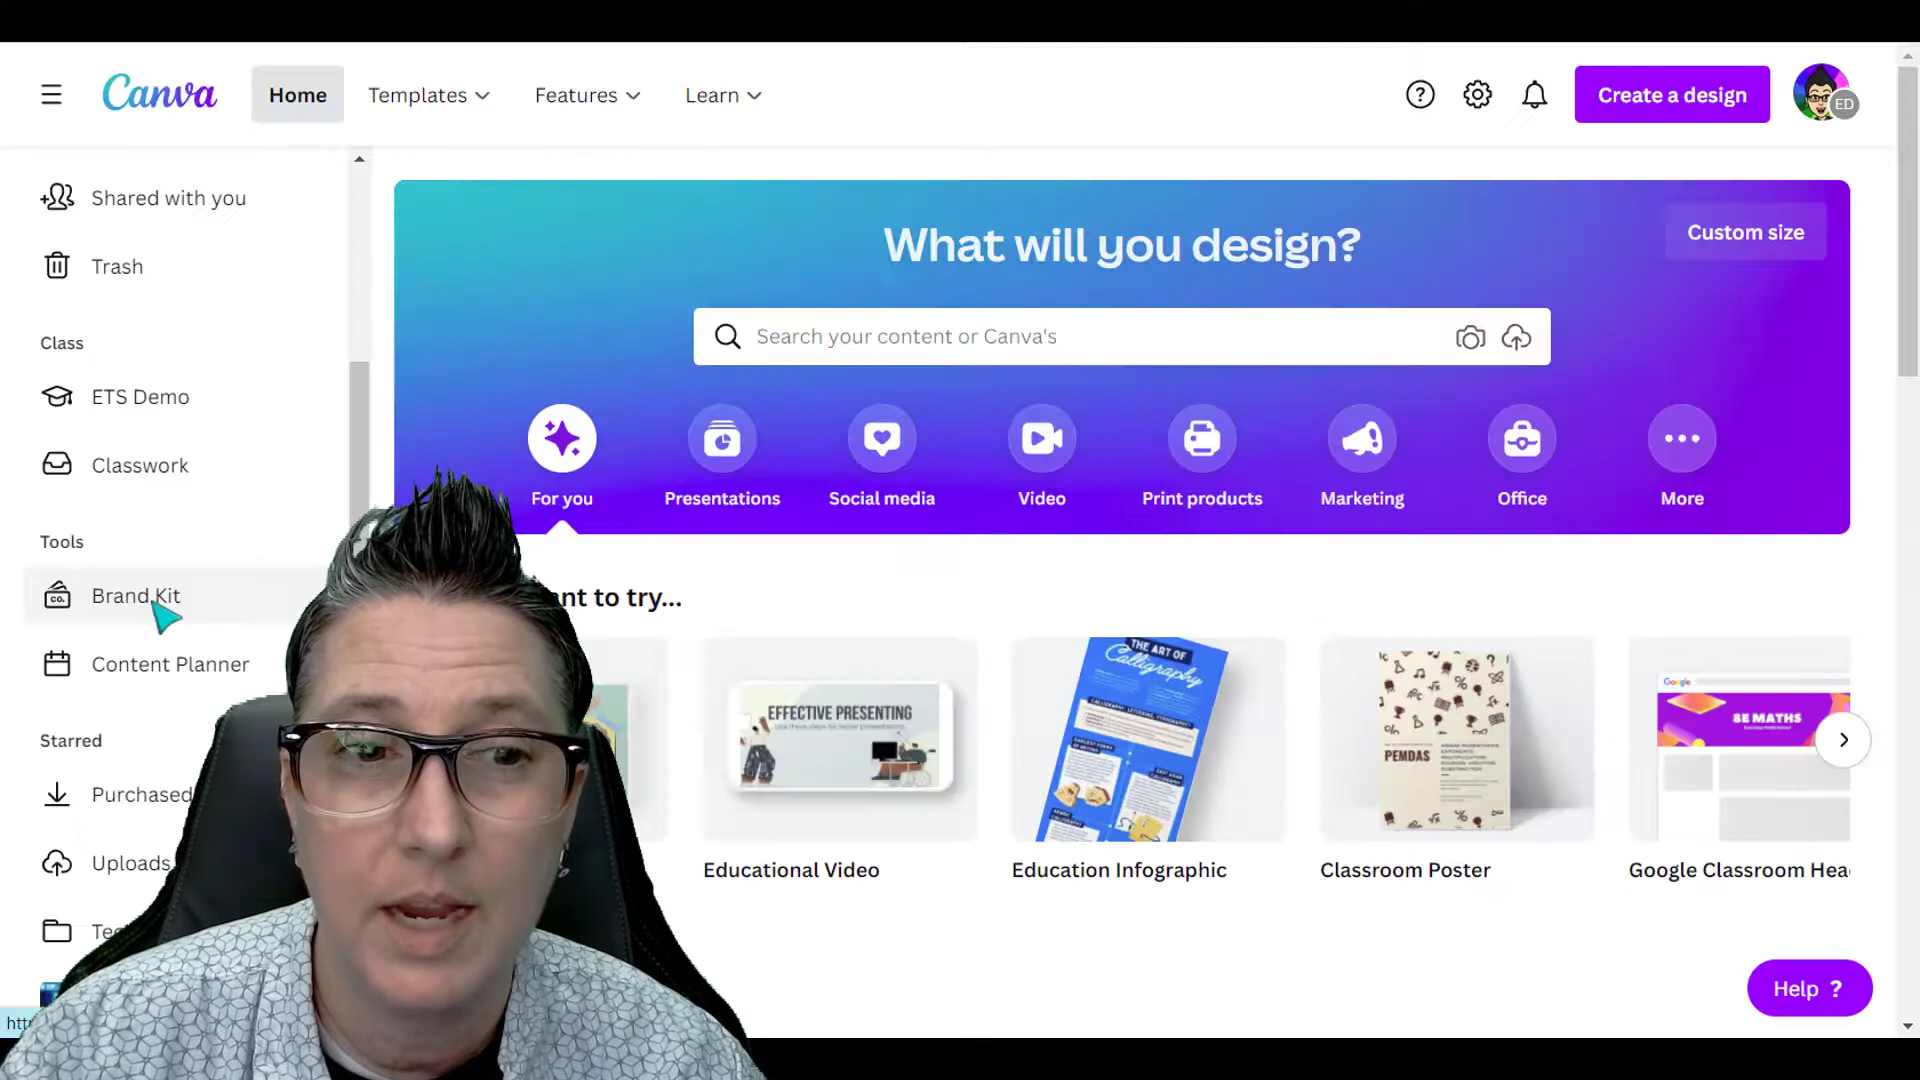 Canva
Home
Templates
Features
Learn
Create a design
ED
Shared with you
Trash
Class
ETS Demo
Classwork
Tools
Brand Kit
Content Planner
Starred
Purchased
Uploads
What will you design?
Custom size
Search your content or Canva's
For you
Presentations
Social media
Video
Print products
Marketing
Office
More
to try...
EFFECTIVE PRESENTING
THE ART OF
Calligraphy
PEMDAS
Google
8E MATHS
Educational Video
Education Infographic
Classroom Poster
Google Classroom Hea
Help ?
CO.